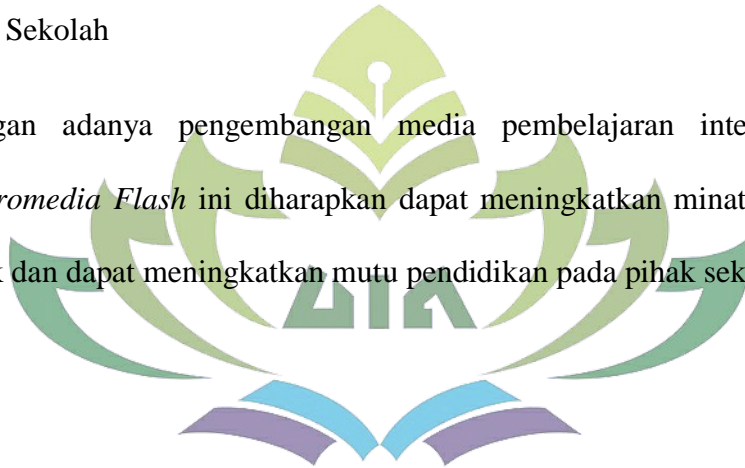 Sekolah
gan adanya pengembangan media pembelajaran inte
romedia Flash ini diharapkan dapat meningkatkan minat
k dan dapat meningkatkan mutu pendidikan pada pihak sek